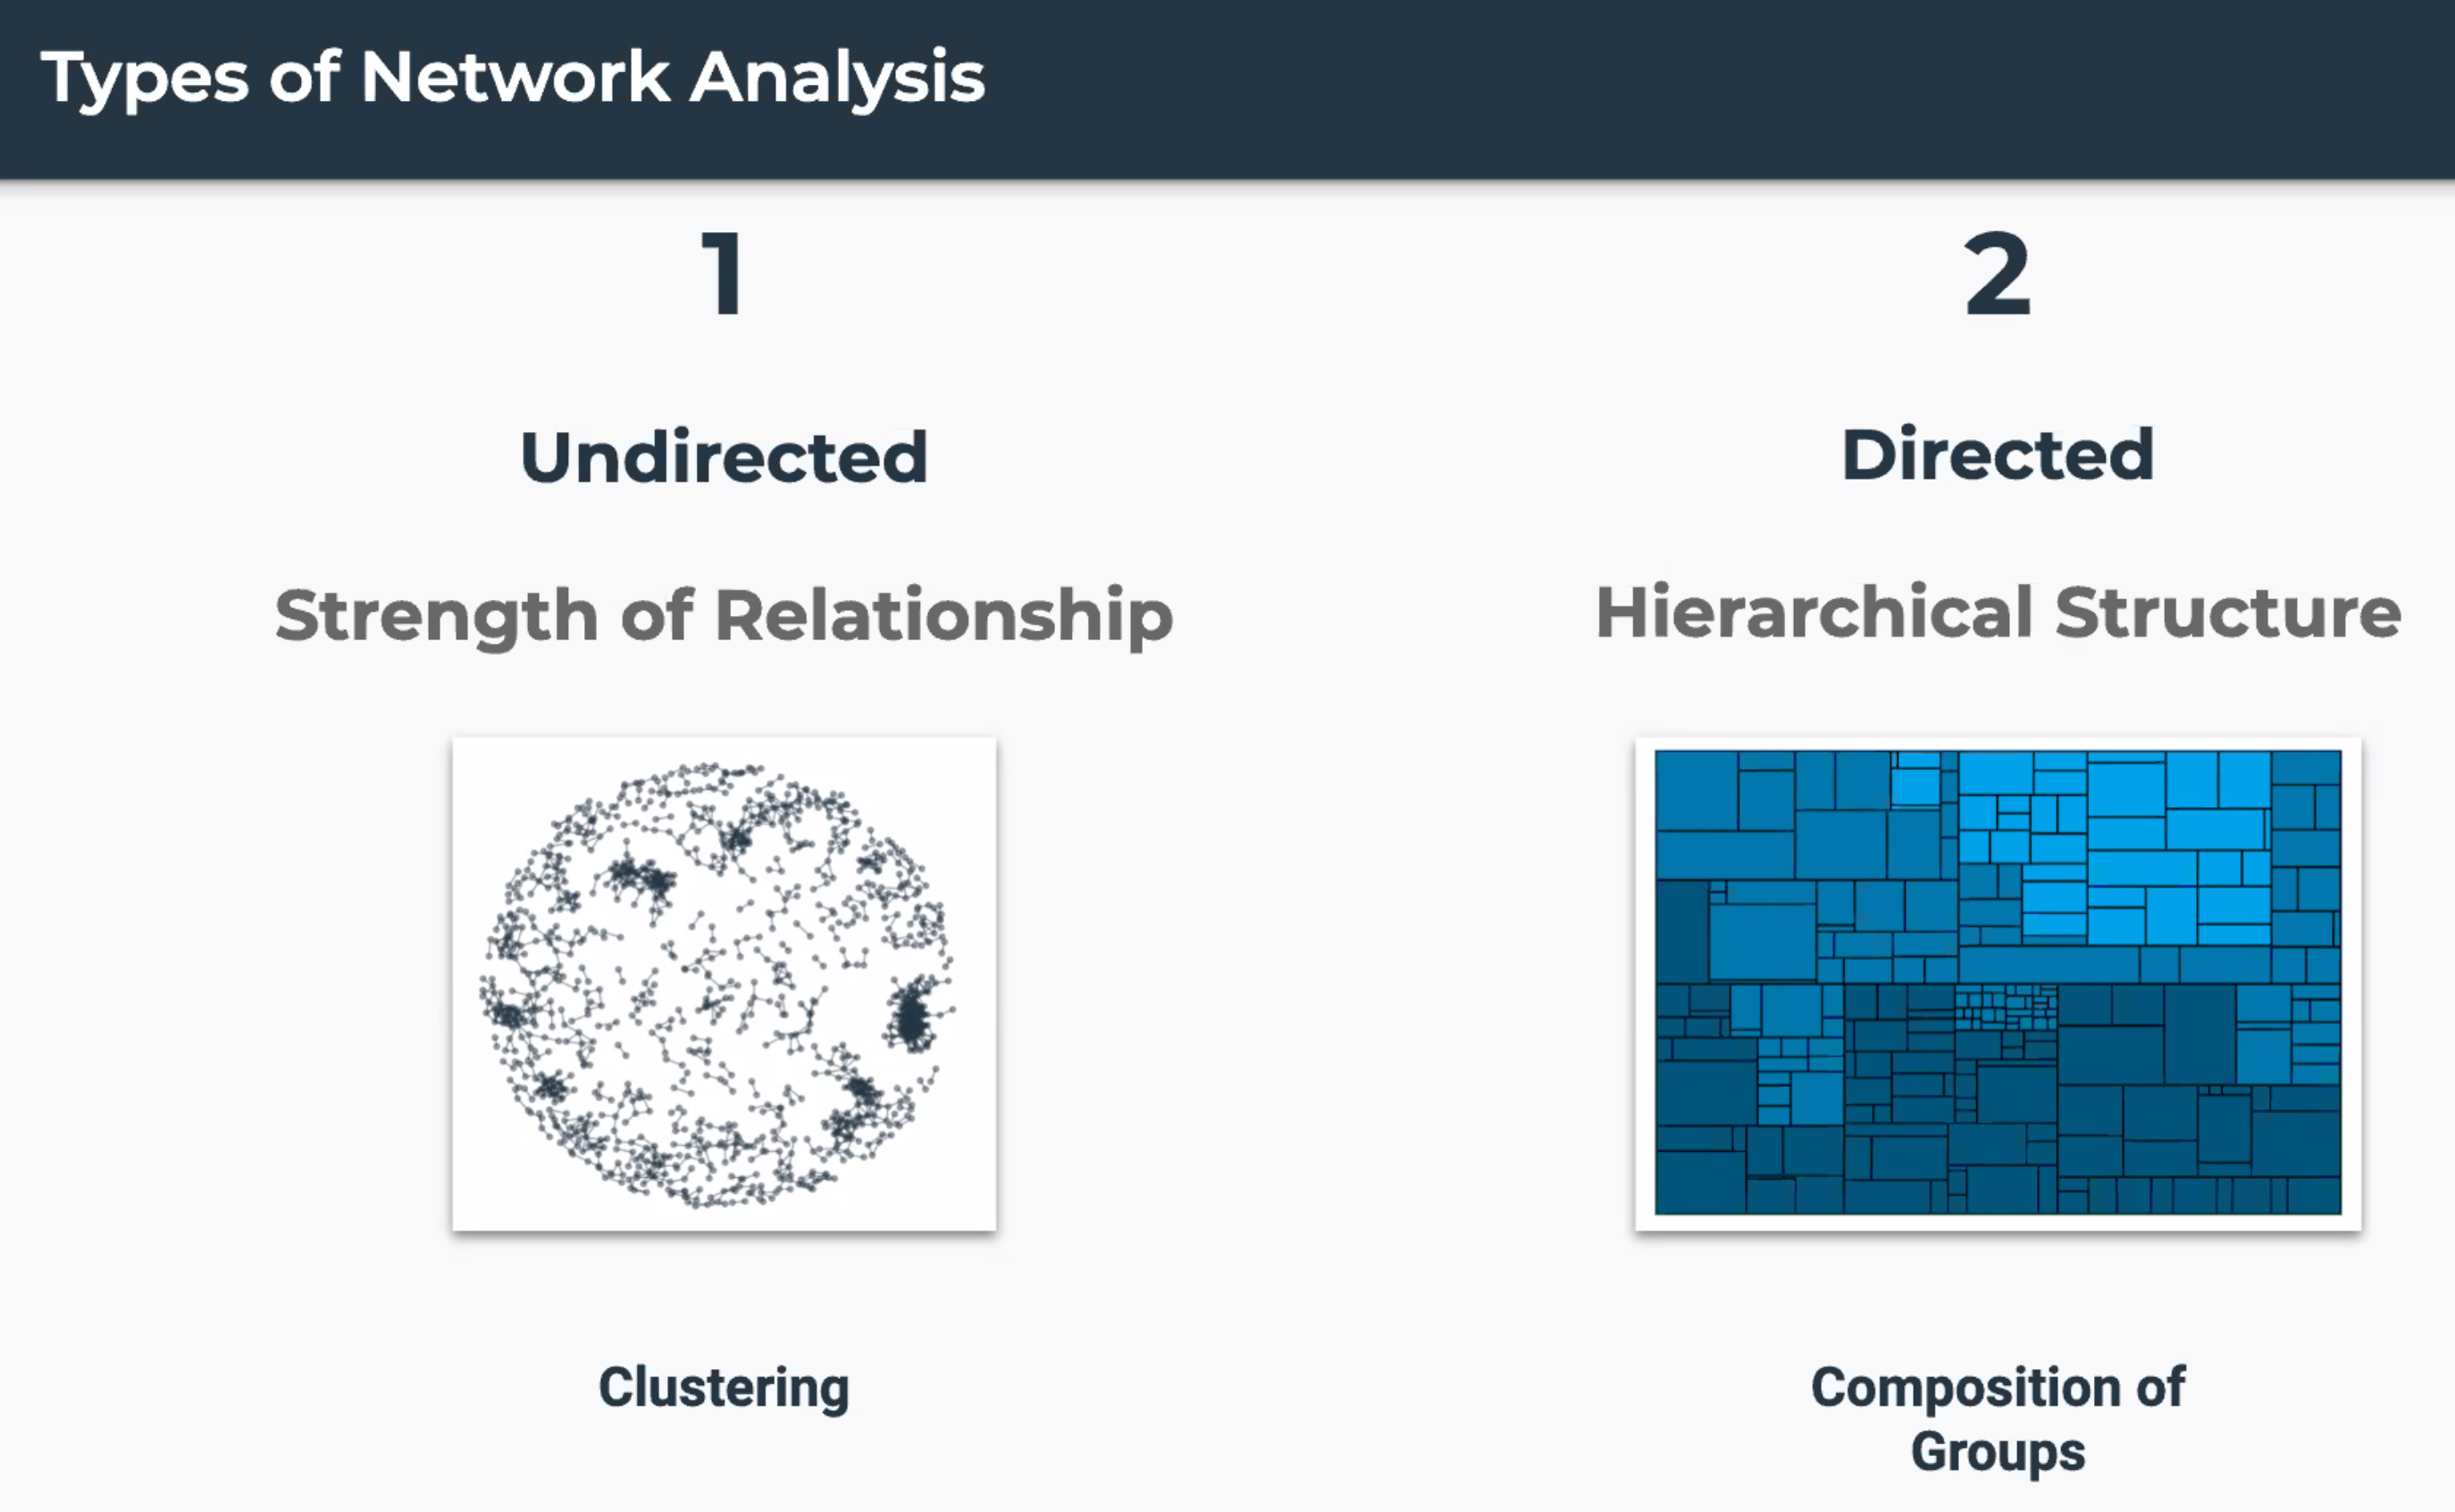 Types of Network Analysis
1
Undirected
Strength of Relationship
Clustering
2
Directed
Hierarchical Structure
Composition of
Groups